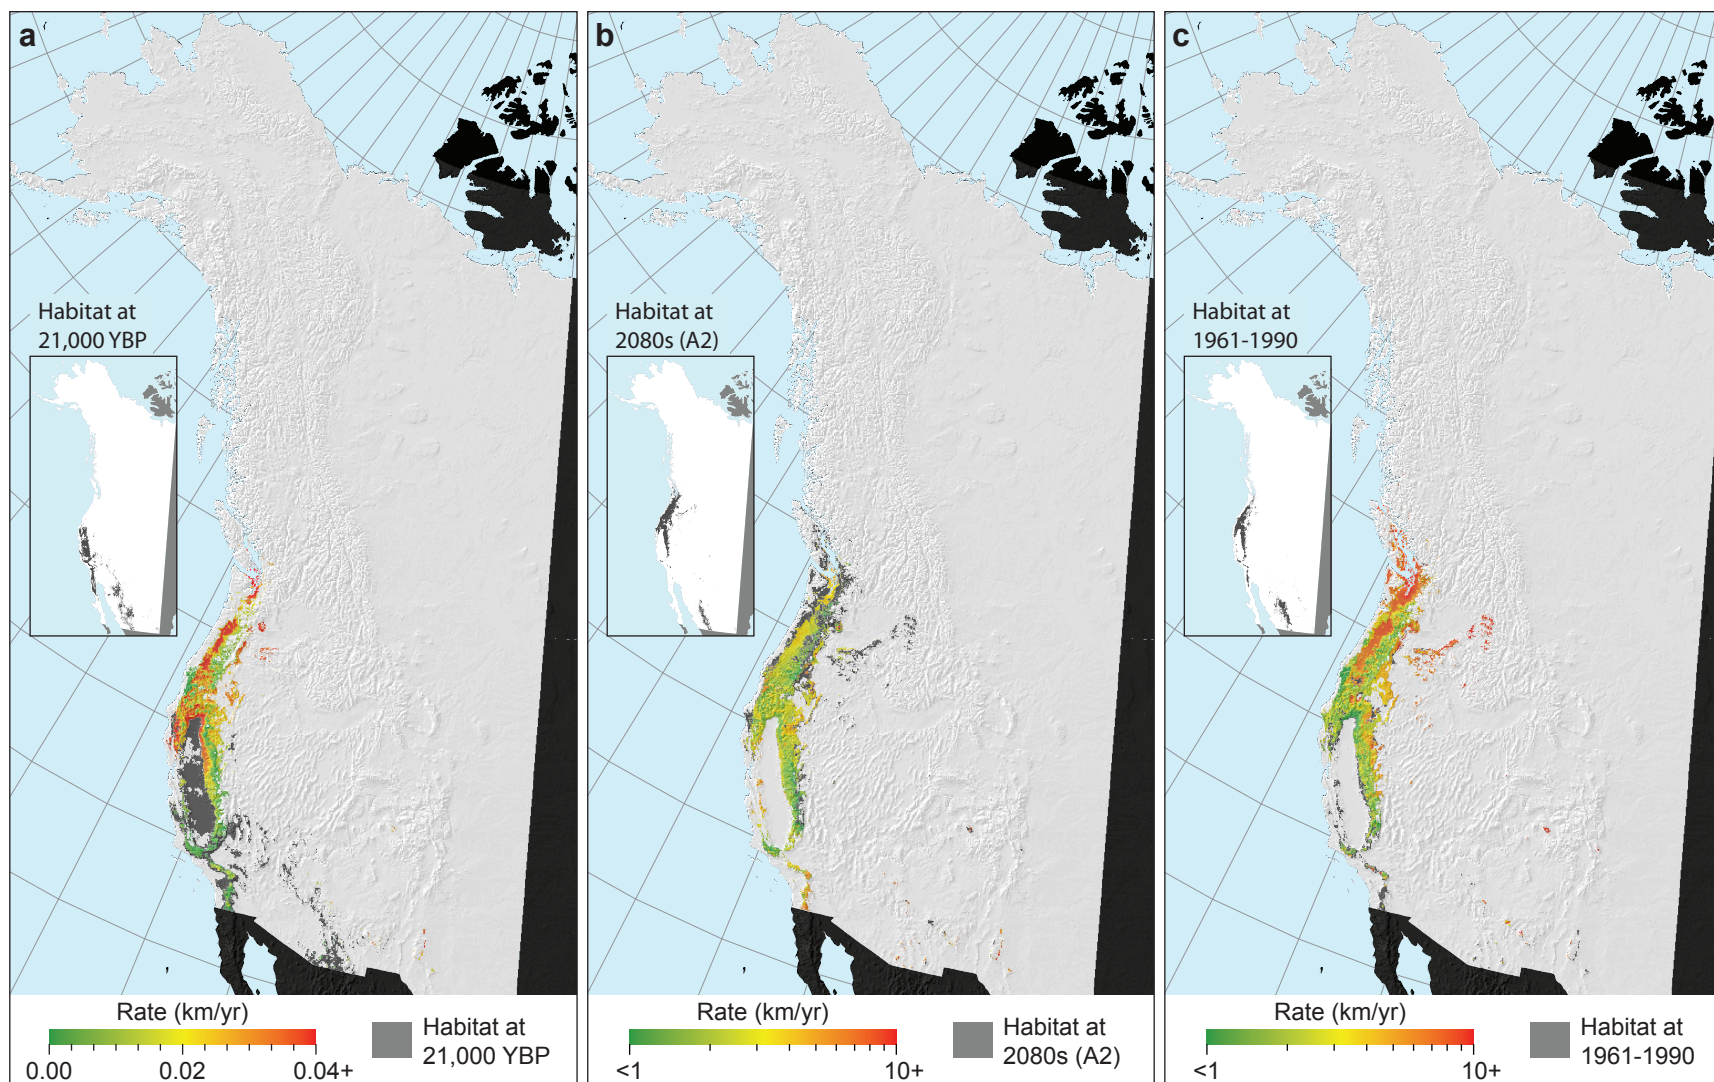 a
Habitat at
21,000 YBP
Rate (km/yr)
0.00 0.02 0.04+
Habitat at
21,000 YBP
b
Habitat at
2080s (A2)
Rate (km/yr)
<1 10+
Habitat at
2080s (A2)
c
Habitat at
1961-1990
Rate (km/yr)
<1 10+
Habitat at
1961-1990